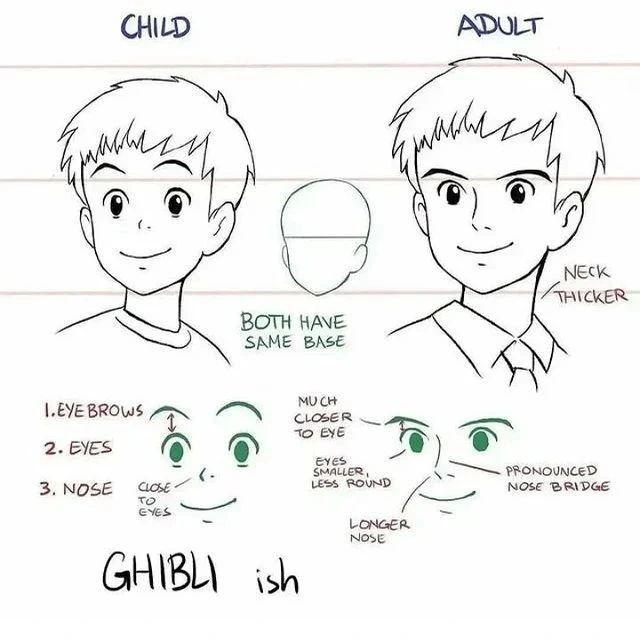 CHILD
ADULT
NECK
THICKER
BOTH HAVE
SAME BASE
1. EYEBROWS
2. EYES
3. NOSE
CLOSE
TO
EYES
MUCH
CLOSER
TO EYE
EYES
SMALLER,
LESS ROUND
LONGER
NOSE
PRONOUNCED
NOSE BRIDGE
GHIBLI ish